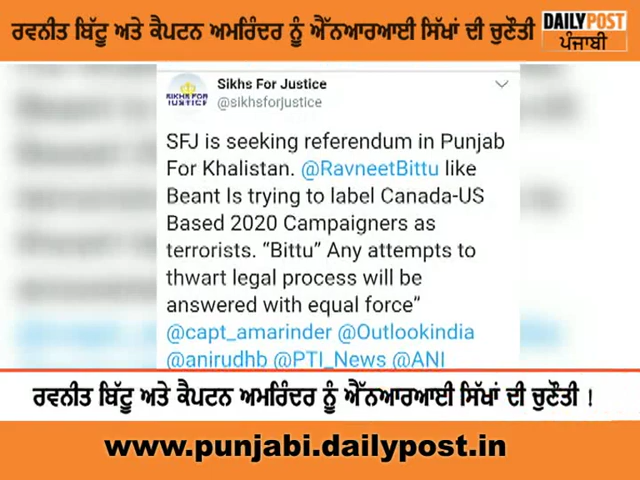 ਰਵਨੀਤ ਬਿੱਟੂ ਅਤੇ ਕੈਪਟਨ ਅਮਰਿੰਦਰ ਨੂੰ ਐੱਨਆਰਆਈ ਸਿੱਖਾਂ ਦੀ ਚੁਣੌਤੀ
DAILY POST
ਪੰਜਾਬੀ
SIKHS FOR
JUSTICE
Sikhs For Justice
@sikhsforjustice
SFJ is seeking referendum in Punjab
For Khalistan. @RavneetBittu like
Beant Is trying to label Canada-US
Based 2020 Campaigners as
terrorists. “Bittu” Any attempts to
thwart legal process will be
answered with equal force”
@capt_amarinder @Outlookindia
@anirudhb @PTI_News @ANI
ਰਵਨੀਤ ਬਿੱਟੂ ਅਤੇ ਕੈਪਟਨ ਅਮਰਿੰਦਰ ਨੂੰ ਐੱਨਆਰਆਈ ਸਿੱਖਾਂ ਦੀ ਚੁਣੌਤੀ !
www.punjabi.dailypost.in